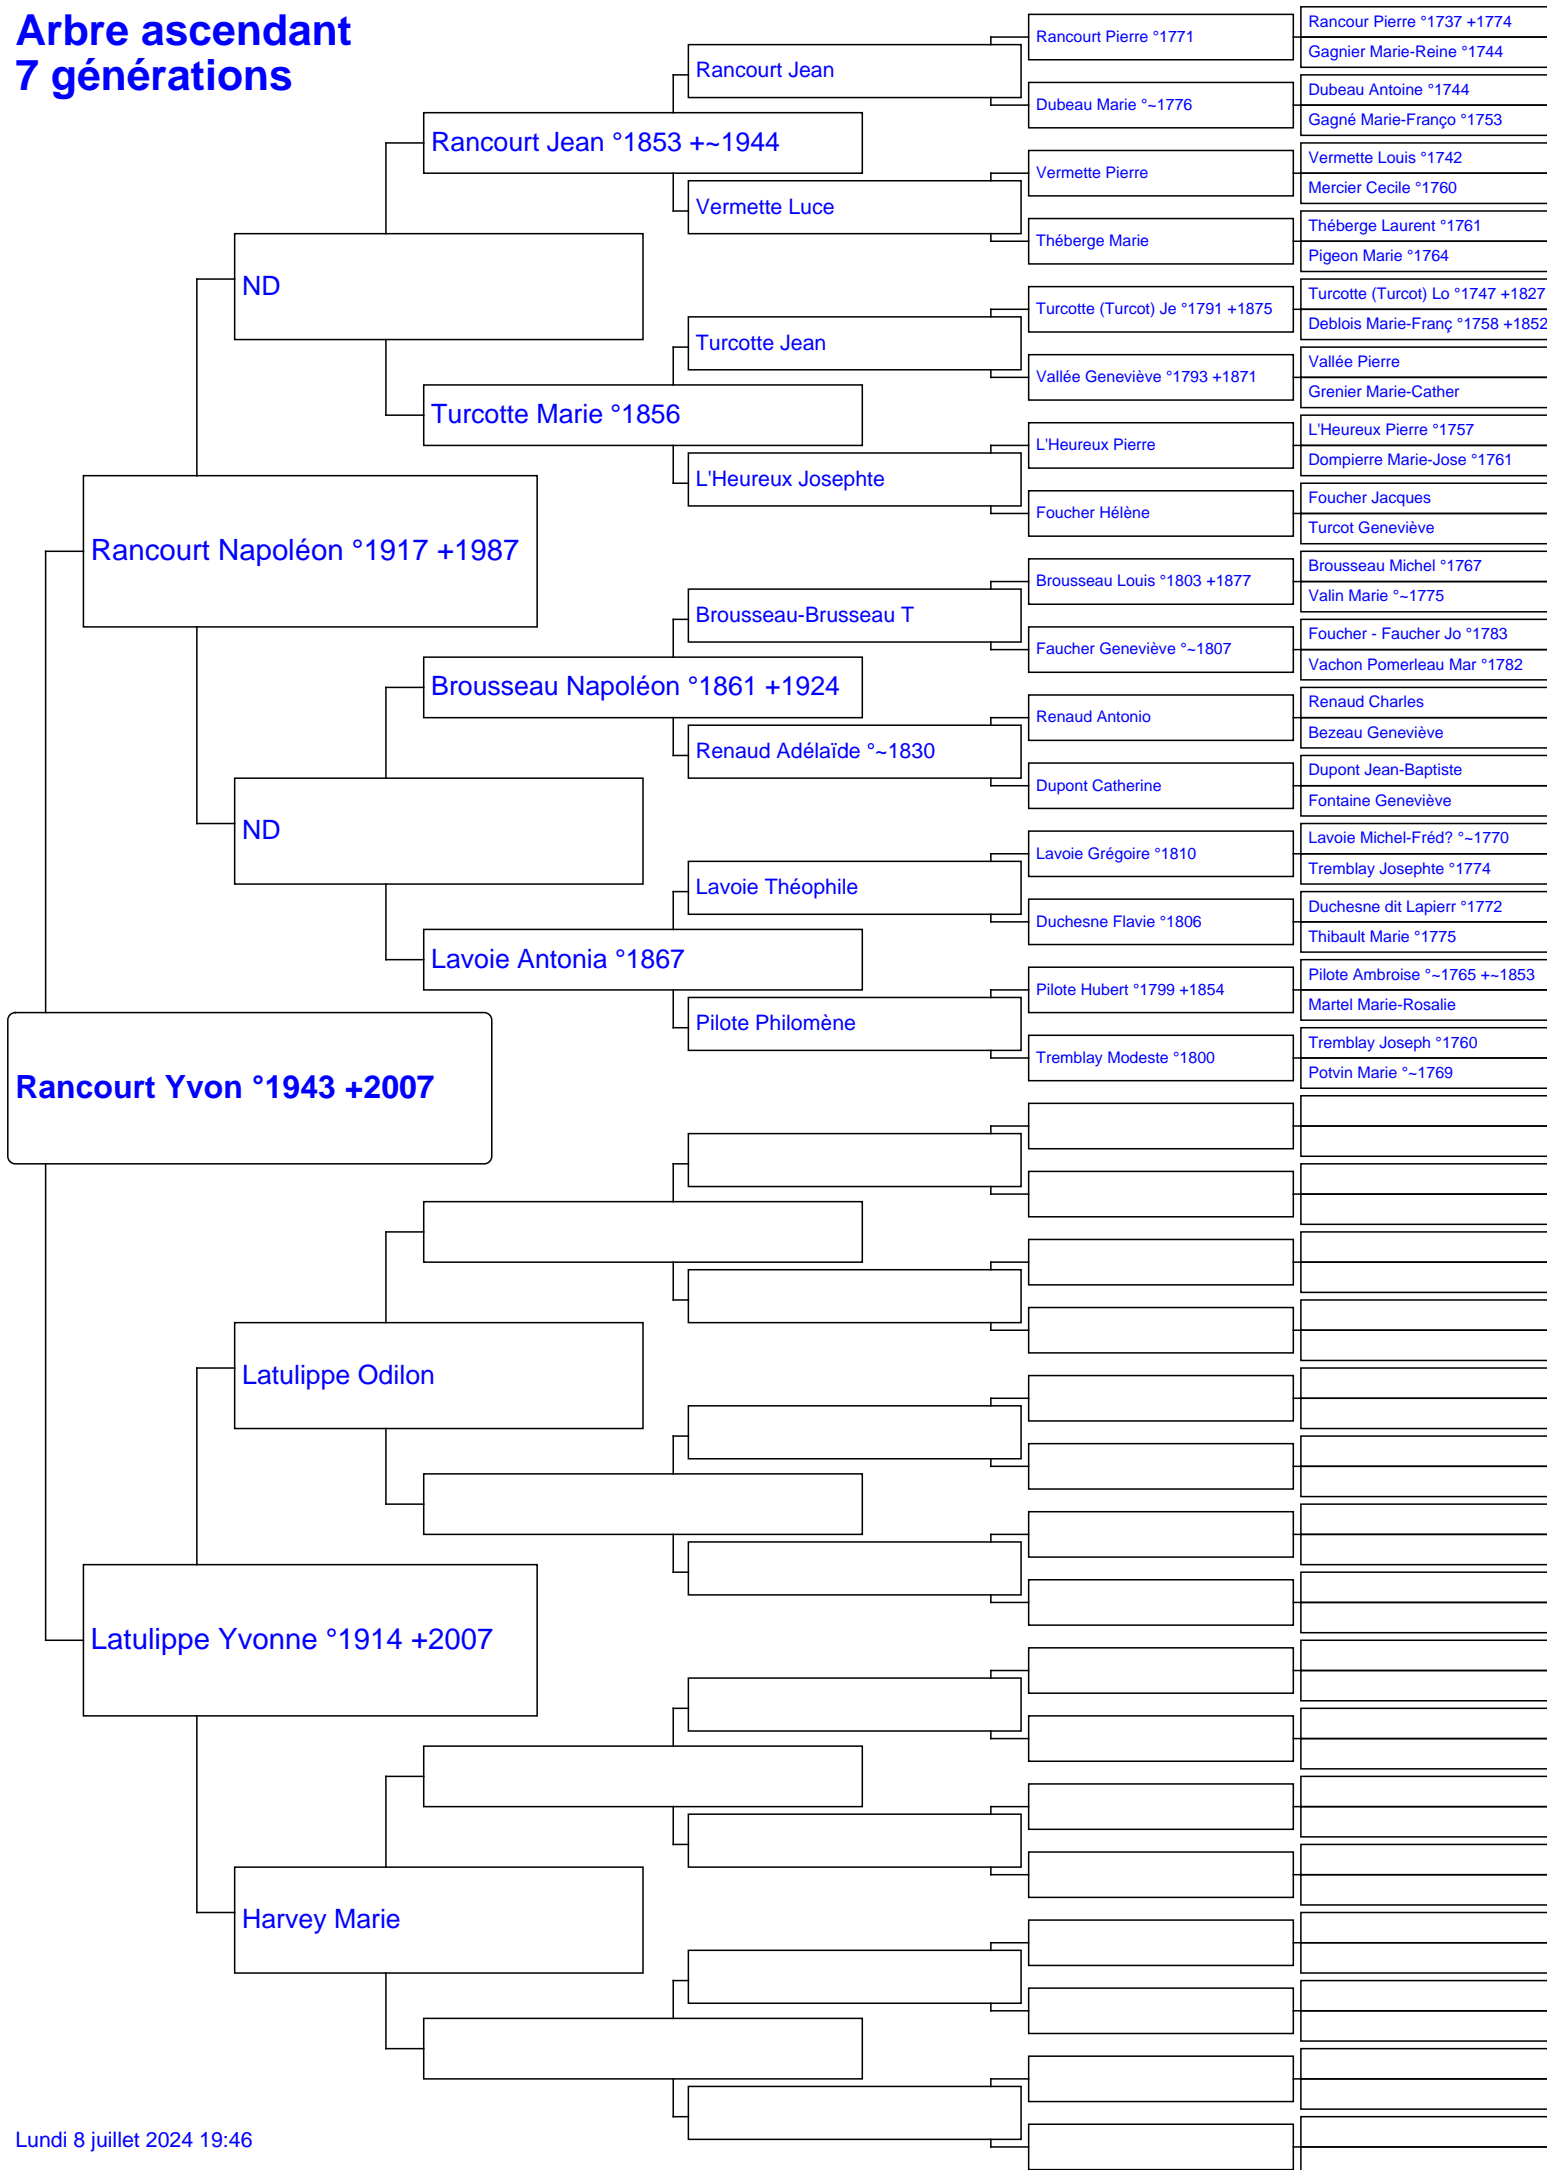 Arbre ascendant
7 générations
Rancourt Yvon °1943 +2007
Rancourt Napoléon °1917 +1987
Latulippe Yvonne °1914 +2007
ND
ND
Latulippe Odilon
Harvey Marie
Rancourt Jean °1853 +~1944
Turcotte Marie °1856
Brousseau Napoléon °1861 +1924
Lavoie Antonia °1867
Rancourt Jean
Vermette Luce
Turcotte Jean
L'Heureux Josephte
Brousseau-Brusseau T
Renaud Adélaïde °~1830
Lavoie Théophile
Pilote Philomène
Rancourt Pierre °1771
Dubeau Marie °~1776
Vermette Pierre
Théberge Marie
Turcotte (Turcot) Je °1791 +1875
Vallée Geneviève °1793 +1871
L'Heureux Pierre
Foucher Hélène
Brousseau Louis °1803 +1877
Faucher Geneviève °~1807
Renaud Antonio
Dupont Catherine
Lavoie Grégoire °1810
Duchesne Flavie °1806
Pilote Hubert °1799 +1854
Tremblay Modeste °1800
Rancour Pierre °1737 +1774
Gagnier Marie-Reine °1744
Dubeau Antoine °1744
Gagné Marie-Franço °1753
Vermette Louis °1742
Mercier Cecile °1760
Théberge Laurent °1761
Pigeon Marie °1764
Turcotte (Turcot) Lo °1747 +1827
Deblois Marie-Franç °1758 +1852
Vallée Pierre
Grenier Marie-Cather
L'Heureux Pierre °1757
Dompierre Marie-Jose °1761
Foucher Jacques
Turcot Geneviève
Brousseau Michel °1767
Valin Marie °~1775
Foucher - Faucher Jo °1783
Vachon Pomerleau Mar °1782
Renaud Charles
Bezeau Geneviève
Dupont Jean-Baptiste
Fontaine Geneviève
Lavoie Michel-Fréd? °~1770
Tremblay Josephte °1774
Duchesne dit Lapierr °1772
Thibault Marie °1775
Pilote Ambroise °~1765 +~1853
Martel Marie-Rosalie
Tremblay Joseph °1760
Potvin Marie °~1769
Lundi 8 juillet 2024 19:46